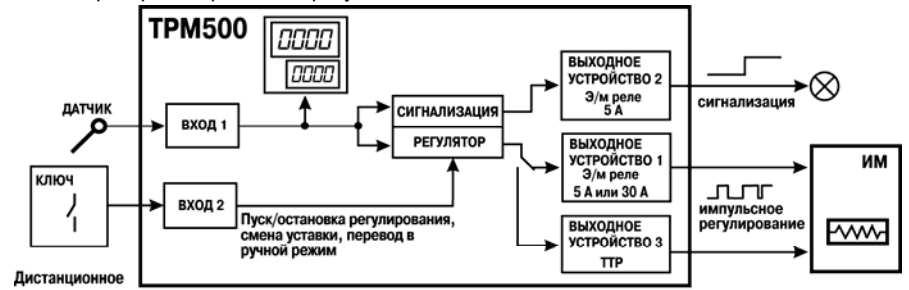 ТРМ500
0000
0000
ДАТЧИК
ВХОД 1
СИГНАЛИЗАЦИЯ
РЕГУЛЯТОР
ВЫХОДНОЕ
УСТРОЙСТВО 2
Э/м реле
5 А
сигнализация
КЛЮЧ
ВХОД 2
Пуск/остановка регулирования,
смена уставки, перевод в
ручной режим
ВЫХОДНОЕ
УСТРОЙСТВО 1
Э/м реле
5 А или 30 А
ИМ
импульсное
регулирование
ВЫХОДНОЕ
УСТРОЙСТВО 3
ТТР
Дистанционное